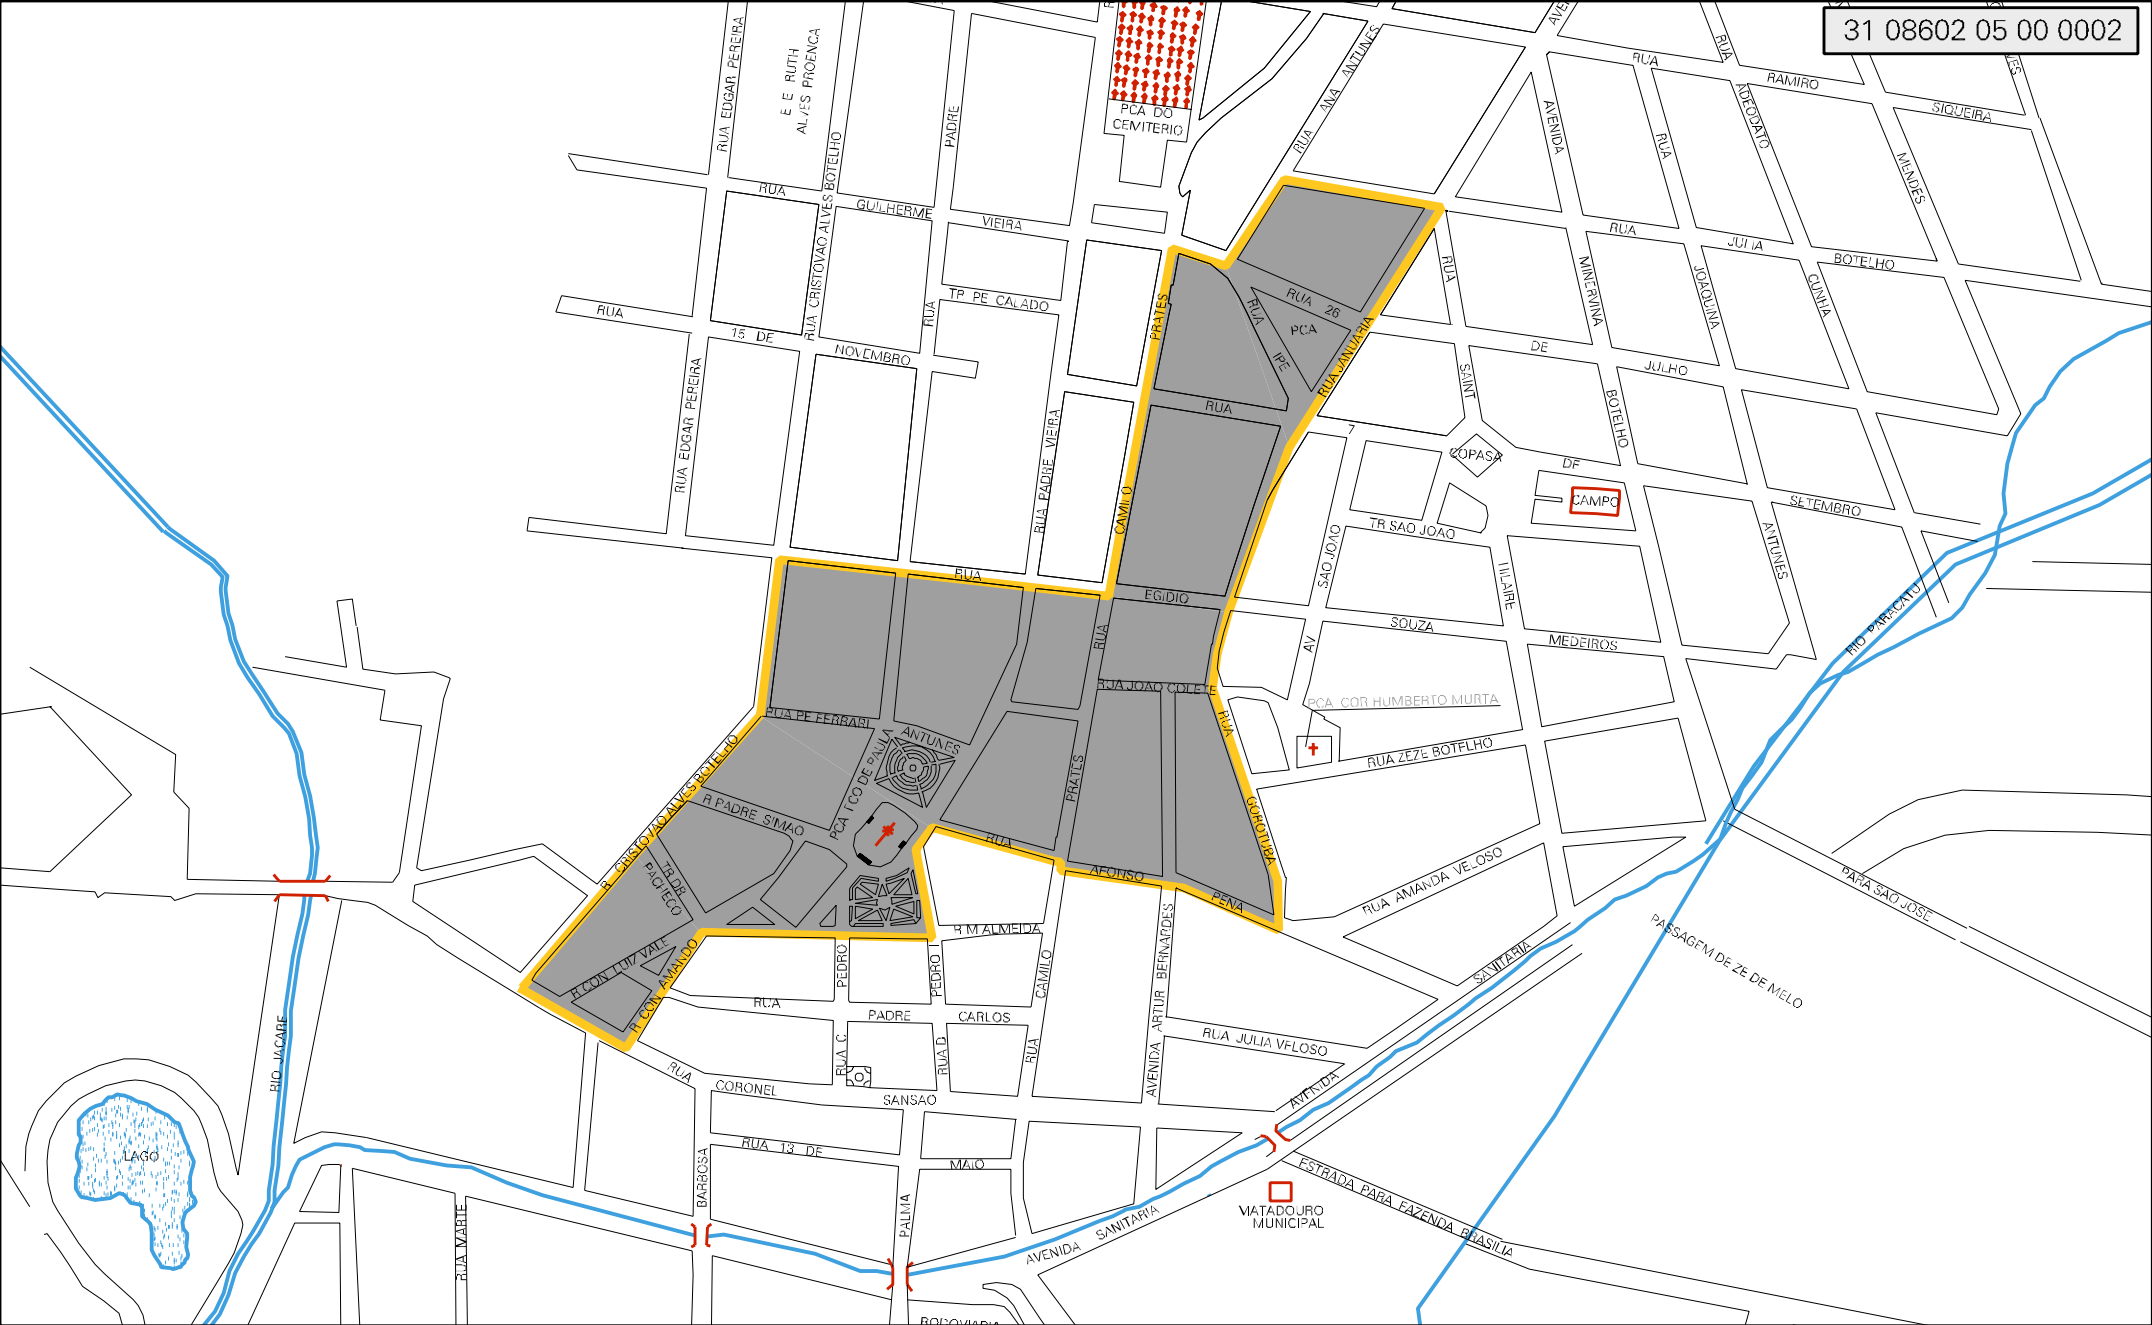 31 08602 05 00 0002
RUA EDGAR PEREIRA
E E RUTH
ALVES PROENCA
PADRE
PCA DO
CEMITERIO
RUA ANA ANTUNES
RUA
RAMIRO
SIQUEIRA
AVENIDA
RUA
ADEODATO
RUA
MENDES
RUA
GUILHERME
VIEIRA
RUA CRISTOVAO ALVES BOTELHO
RUA
JULIA
BOTELHO
RUA
MINERVINA
JOAQUINA
CUNHA
TR PE CALADO
RUA
RUA
15 DE
NOVEMBRO
PRATES
RUA
IPE
RUA 26
PCA
RUA JANUARIA
DE
JULHO
SAINT
BOTELHO
RUA EDGAR PEREIRA
RUA PADRE VIEIRA
RUA
7
COPASA
DE
CAMPO
SETEMBRO
ANTUNES
CAMILO
TR SAO JOAO
SAO JOAO
HILAIRE
RUA
EGIDIO
SOUZA
MEDEIROS
AV
RUA
RIO PARACATU
RUA JOAO COLETE
PCA COR HUMBERTO MURTA
RUA PE FERRARI
ANTUNES
RUA
RUA ZEZE BOTELHO
R CRISTOVAO ALVES BOTELHO
PCA FCO DE PAULA
PRATES
R PADRE SIMAO
GOROTUBA
RUA
AFONSO
PENA
TR DR
PACHECO
RUA AMANDA VELOSO
PARA SAO JOSE
R M ALMEIDA
PASSAGEM DE ZE DE MELO
R CON LUIZ VALE
R CON AMANDO
PEDRO
PEDRO I
CAMILO
AVENIDA ARTUR BERNARDES
SANITARIA
RUA
PADRE
CARLOS
RIO JACARE
RUA C
RUA D
RUA
RUA JULIA VELOSO
RUA
CORONEL
SANSAO
AVENIDA
LAGO
RUA 13 DE
MAIO
BARBOSA
PALMA
ESTRADA PARA FAZENDA BRASILIA
MATADOURO
MUNICIPAL
RUA MARTE
AVENIDA SANITARIA
RODOVIARIA